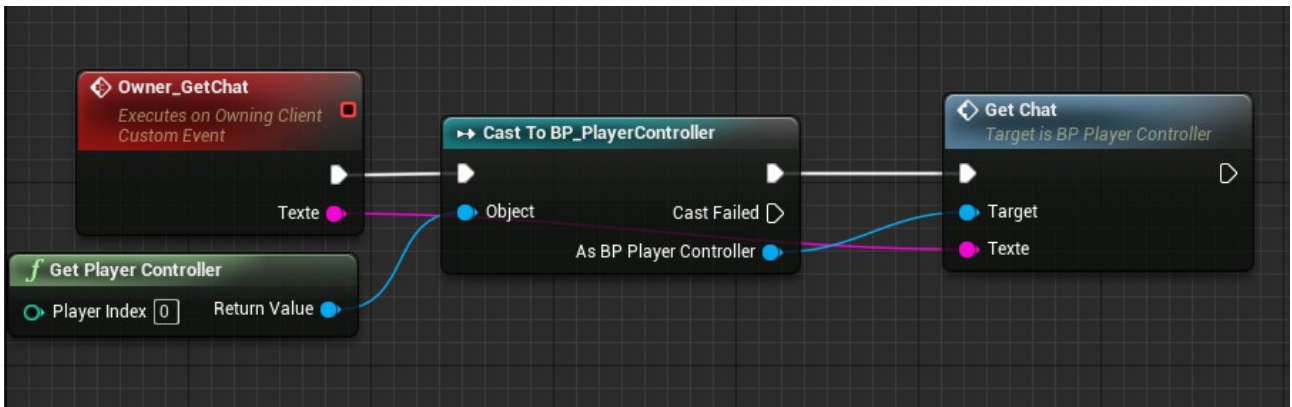 Owner_GetChat
Executes on Owning Client
Custom Event
Texte
Get Player Controller
Player Index 0
Return Value
Cast To BP_PlayerController
Object
Cast Failed
As BP Player Controller
Get Chat
Target is BP Player Controller
Target
Texte